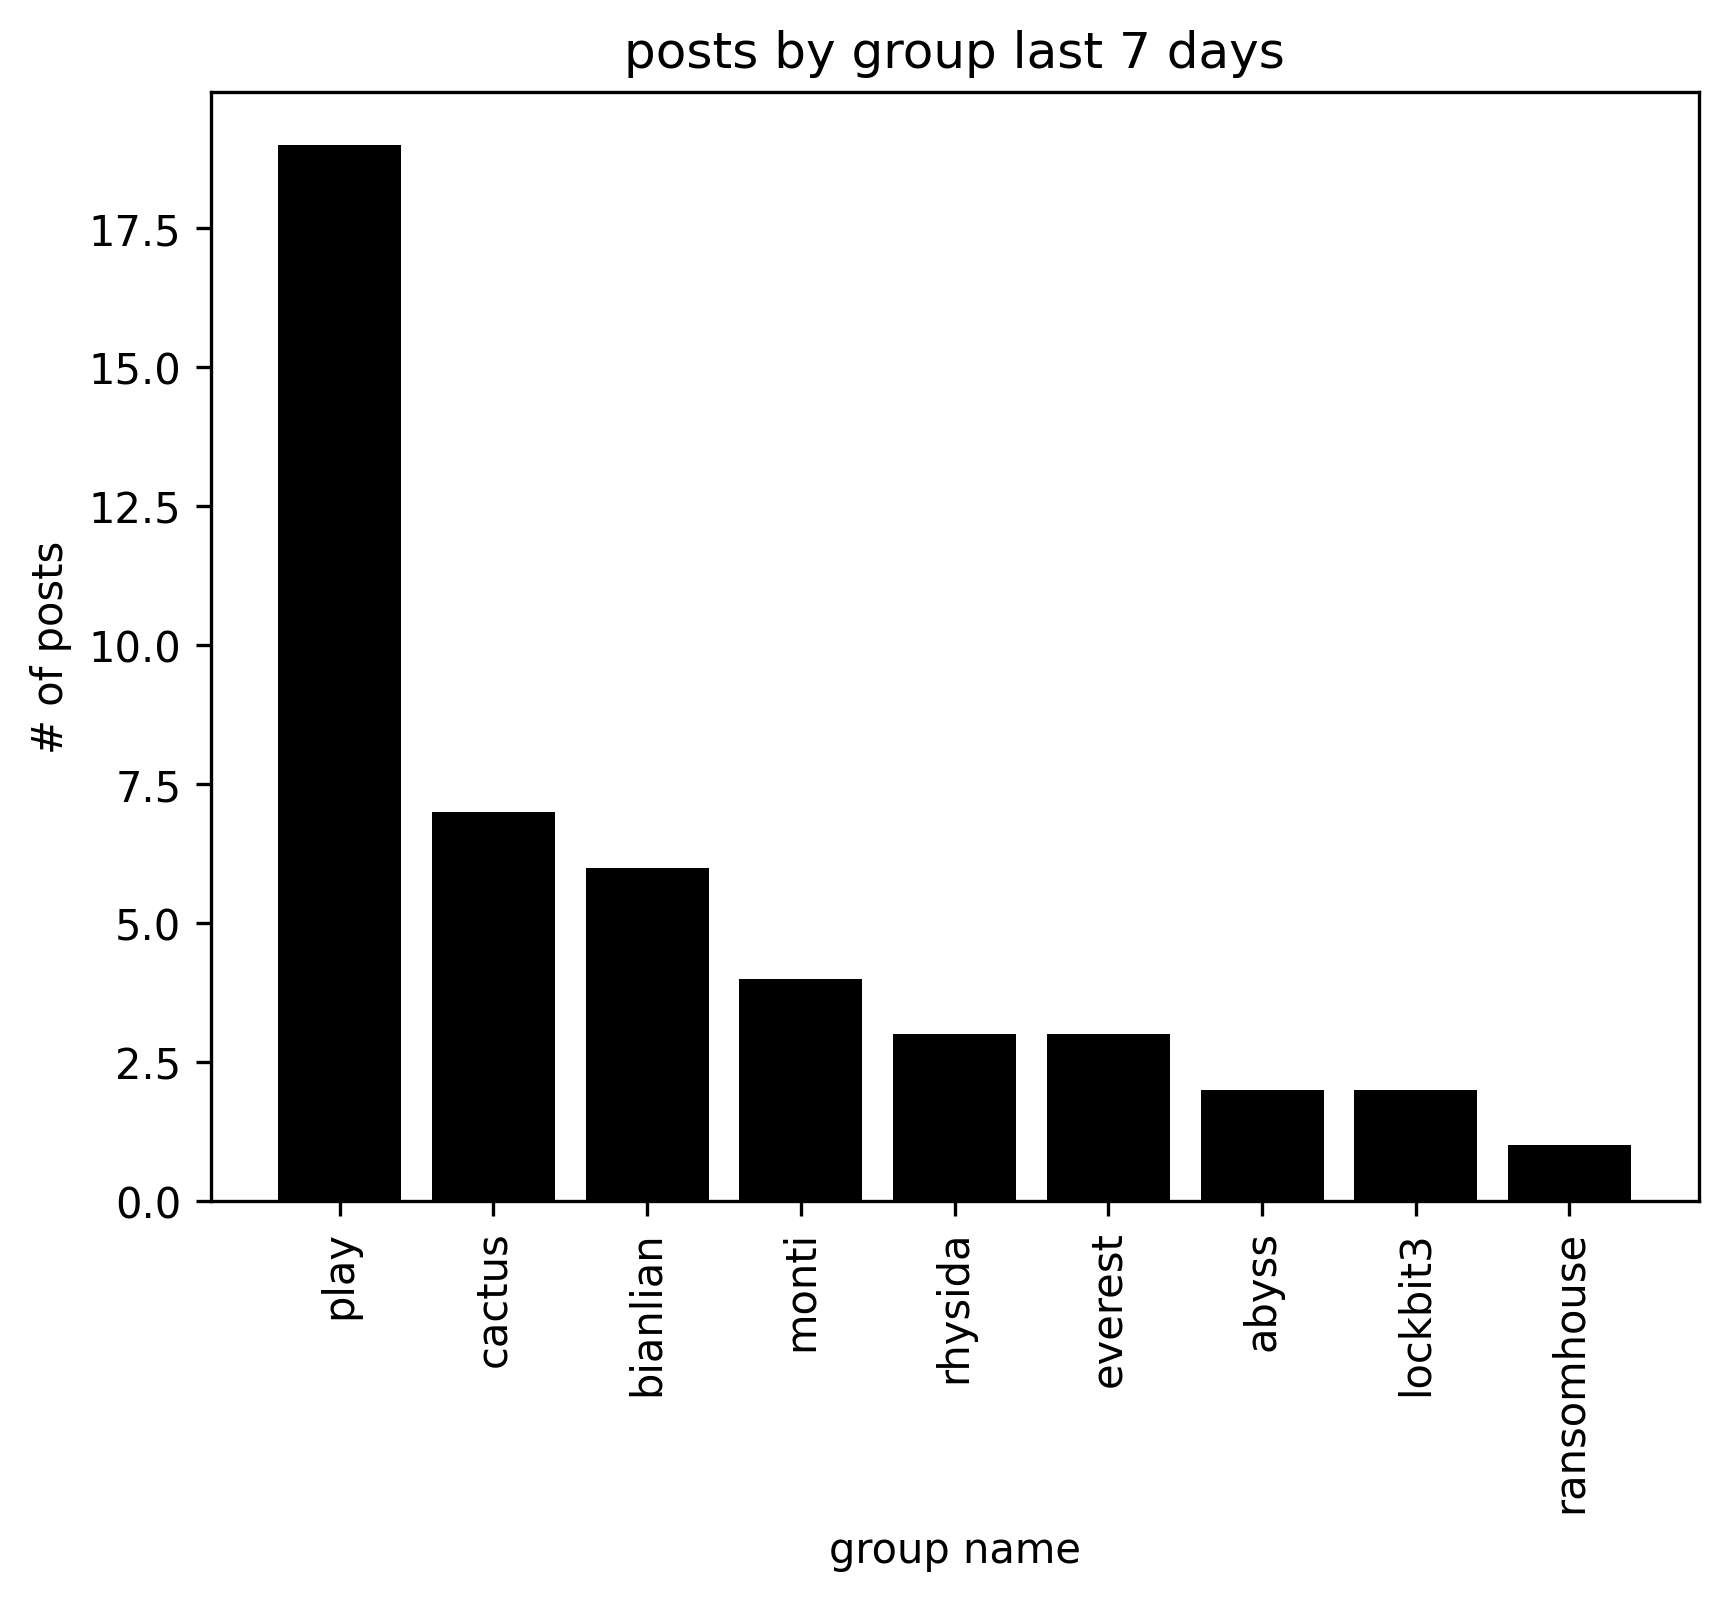 posts by group last 7 days
# of posts
17.5
15.0
12.5
10.0
7.5
5.0
2.5
0.0
play
cactus
bianlian
monti
rhysida
everest
abyss
lockbit3
ransomhouse
group name